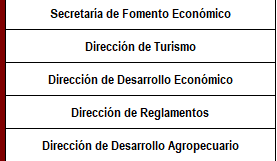 Secretaría de Fomento Económico
Dirección de Turismo
Dirección de Desarrollo Económico
Dirección de Reglamentos
Dirección de Desarrollo Agropecuario